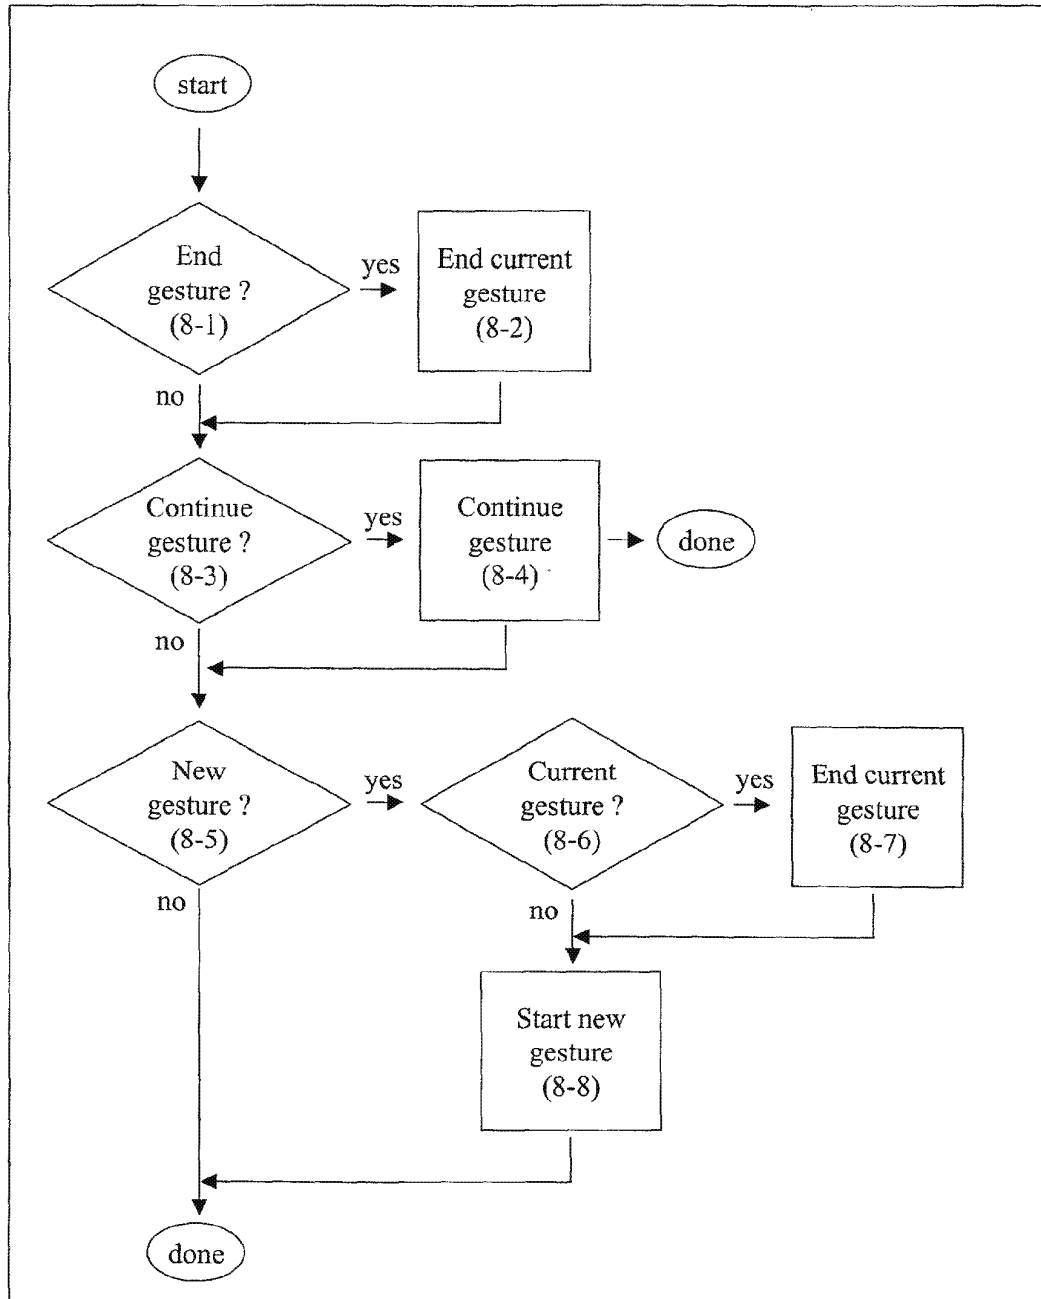 start
End
gesture ?
(8-1)
yes
End current
gesture
(8-2)
no
Continue
gesture ?
(8-3)
yes
Continue
gesture
(8-4)
done
no
New
gesture ?
(8-5)
yes
Current
gesture ?
(8-6)
yes
End current
gesture
(8-7)
no
no
Start new
gesture
(8-8)
done